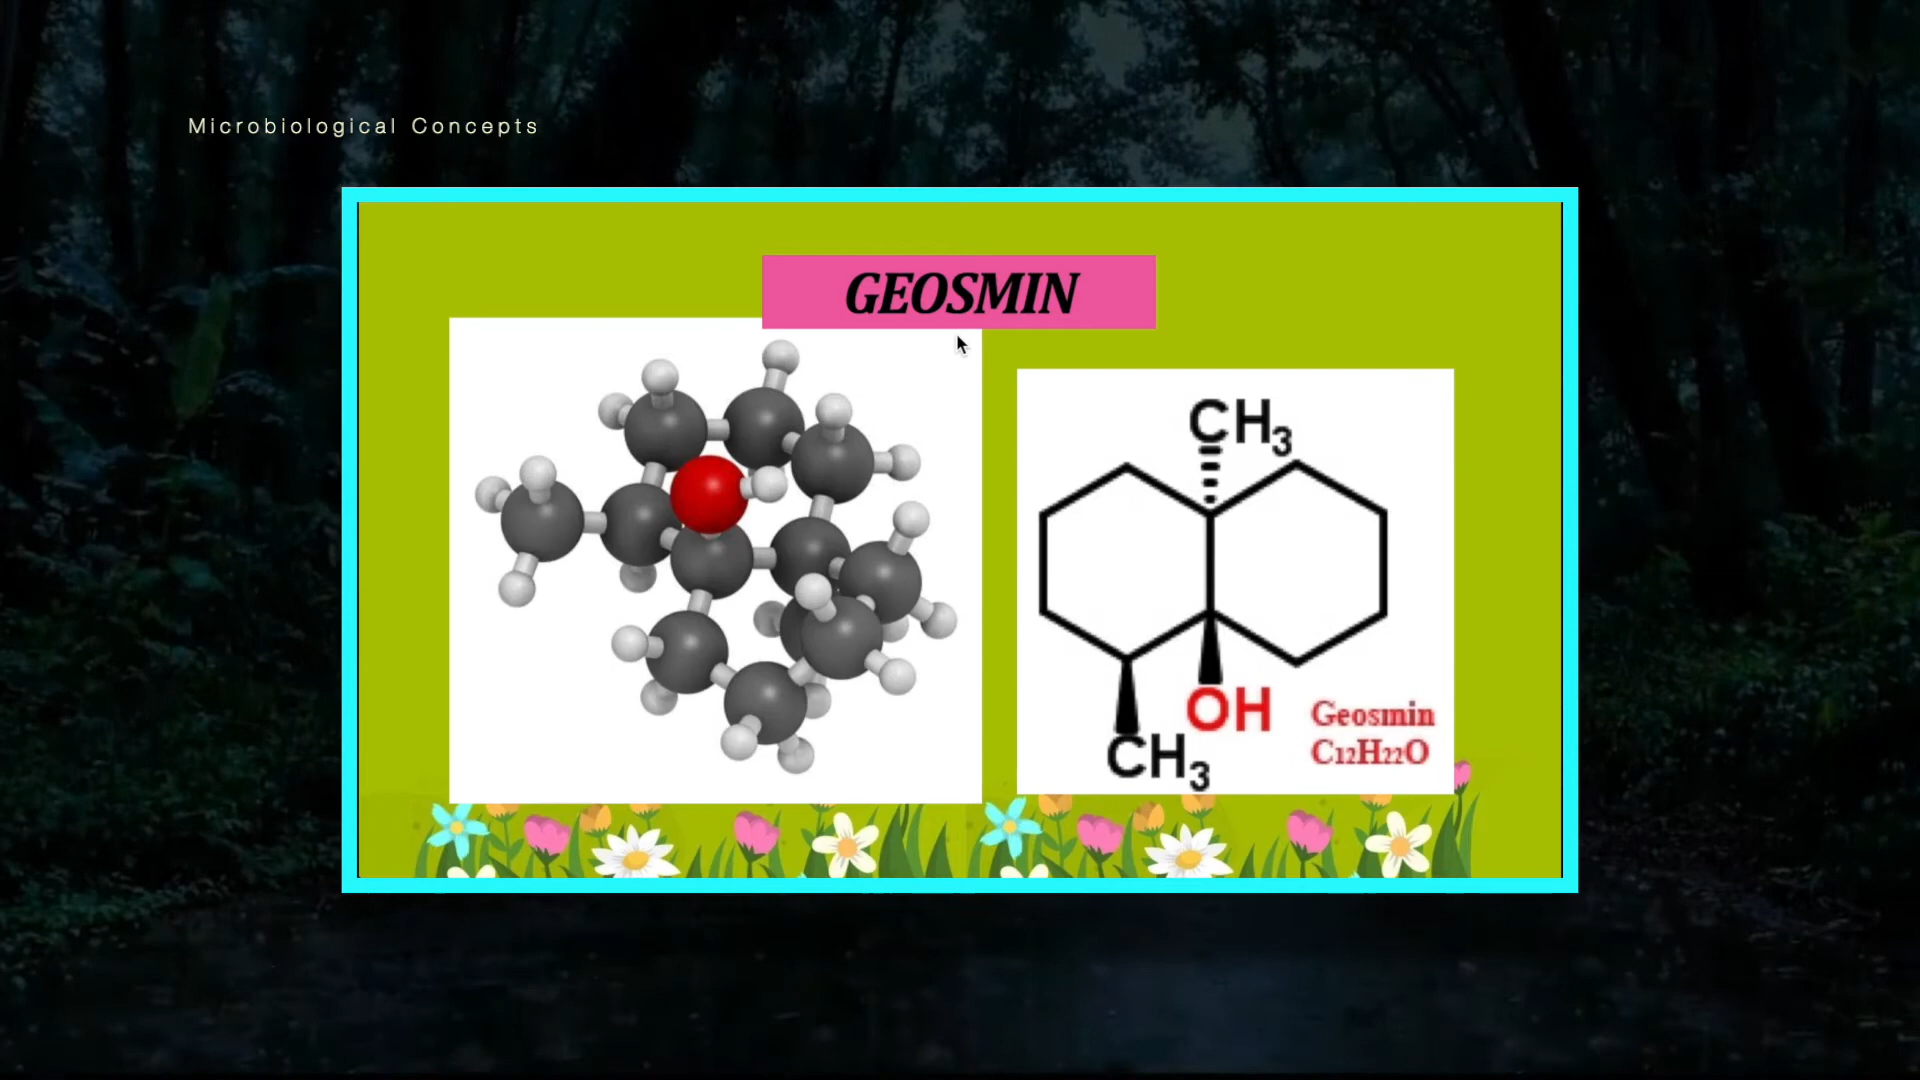 Microbiological Concepts
GEOSMIN
CH3
OH
CH3
Geosmin
C12H22O